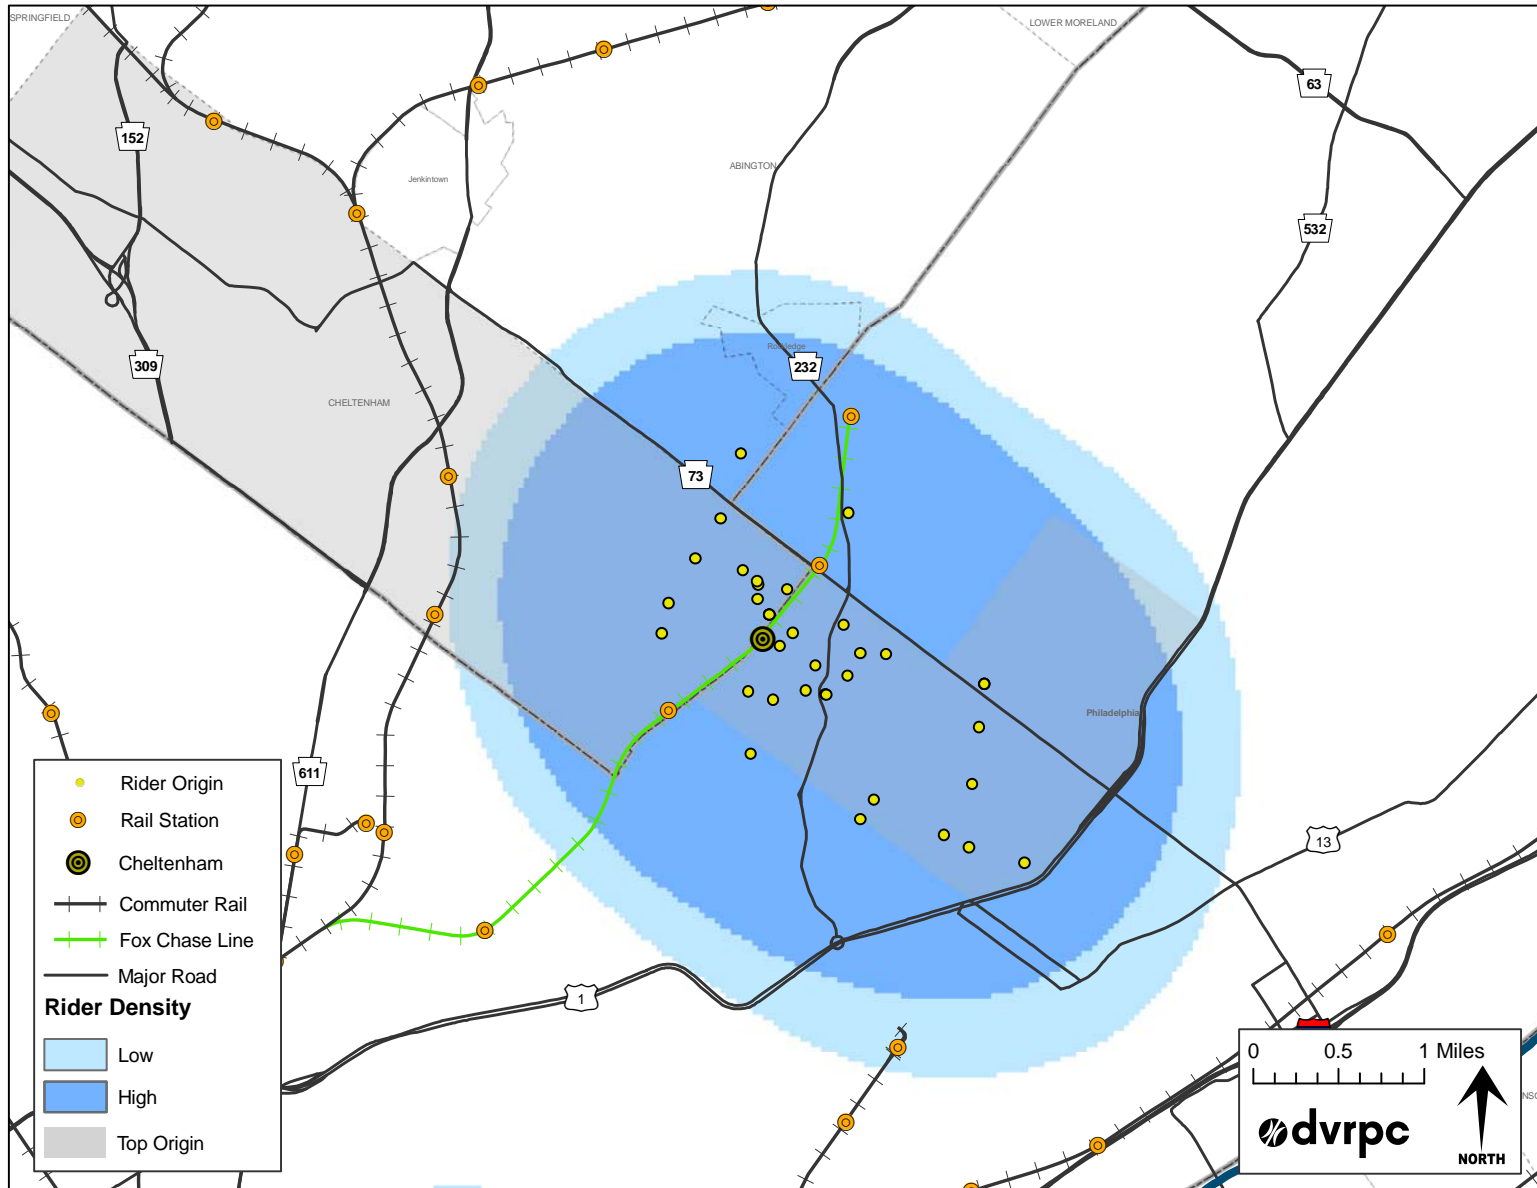 SPRINGFIELD
LOWER MORELAND
63
152
ABINGTON
Jenkintown
532
Rockledge
309
232
CHELTENHAM
73
Philadelphia
611
13
1
Rider Origin
Rail Station
Cheltenham
Commuter Rail
Fox Chase Line
Major Road
Rider Density
Low
High
Top Origin
0 0.5 1 Miles
dvrpc
NORTH